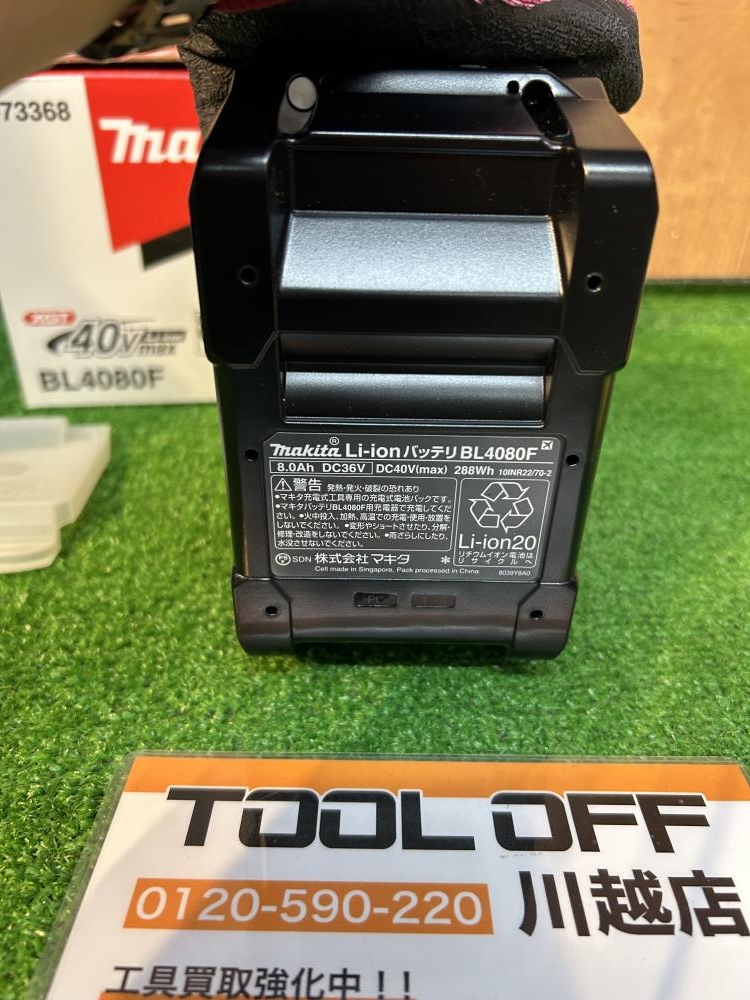 73368
Ma
XGT
40Vmax
BL4080F
makita® Li-ion バッテリ BL4080F
8.0Ah DC36V DC40V(max) 288Wh 10INR22/70-2
⚠警告 発熱・発火・破裂の恐れあり
●マキタ充電式工具専用の充電式電池パックです。
●マキタバッテリBL4080F用充電器で充電してくだ
さい。●火中投入、加熱、高温での充電・使用・放置を
しないでください。●変形やショートさせたり、分解・
修理・改造をしないでください。●雨ざらしにしたり、
水没させないでください。
Li-ion20
リチウムイオン電池は
リサイクルへ
PS E SDN 株式会社マキタ ＊
Cell made in Singapore, Pack processed in China
8039Y8A0
PC
TOOL OFF
0120-590-220 川越店
工具買取強化中！！